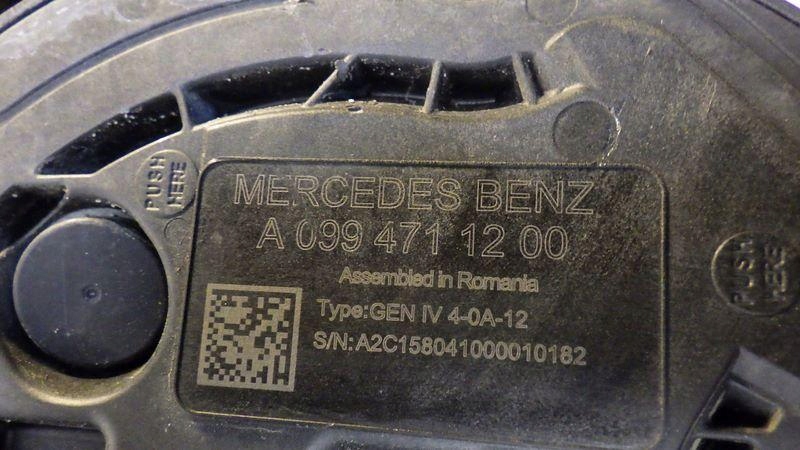 PUSH
HERE
MERCEDES BENZ
A 099 471 12 00
Assembled in Romania
Type:GEN IV 4-0A-12
S/N:A2C158041000010182
PUSH
HERE